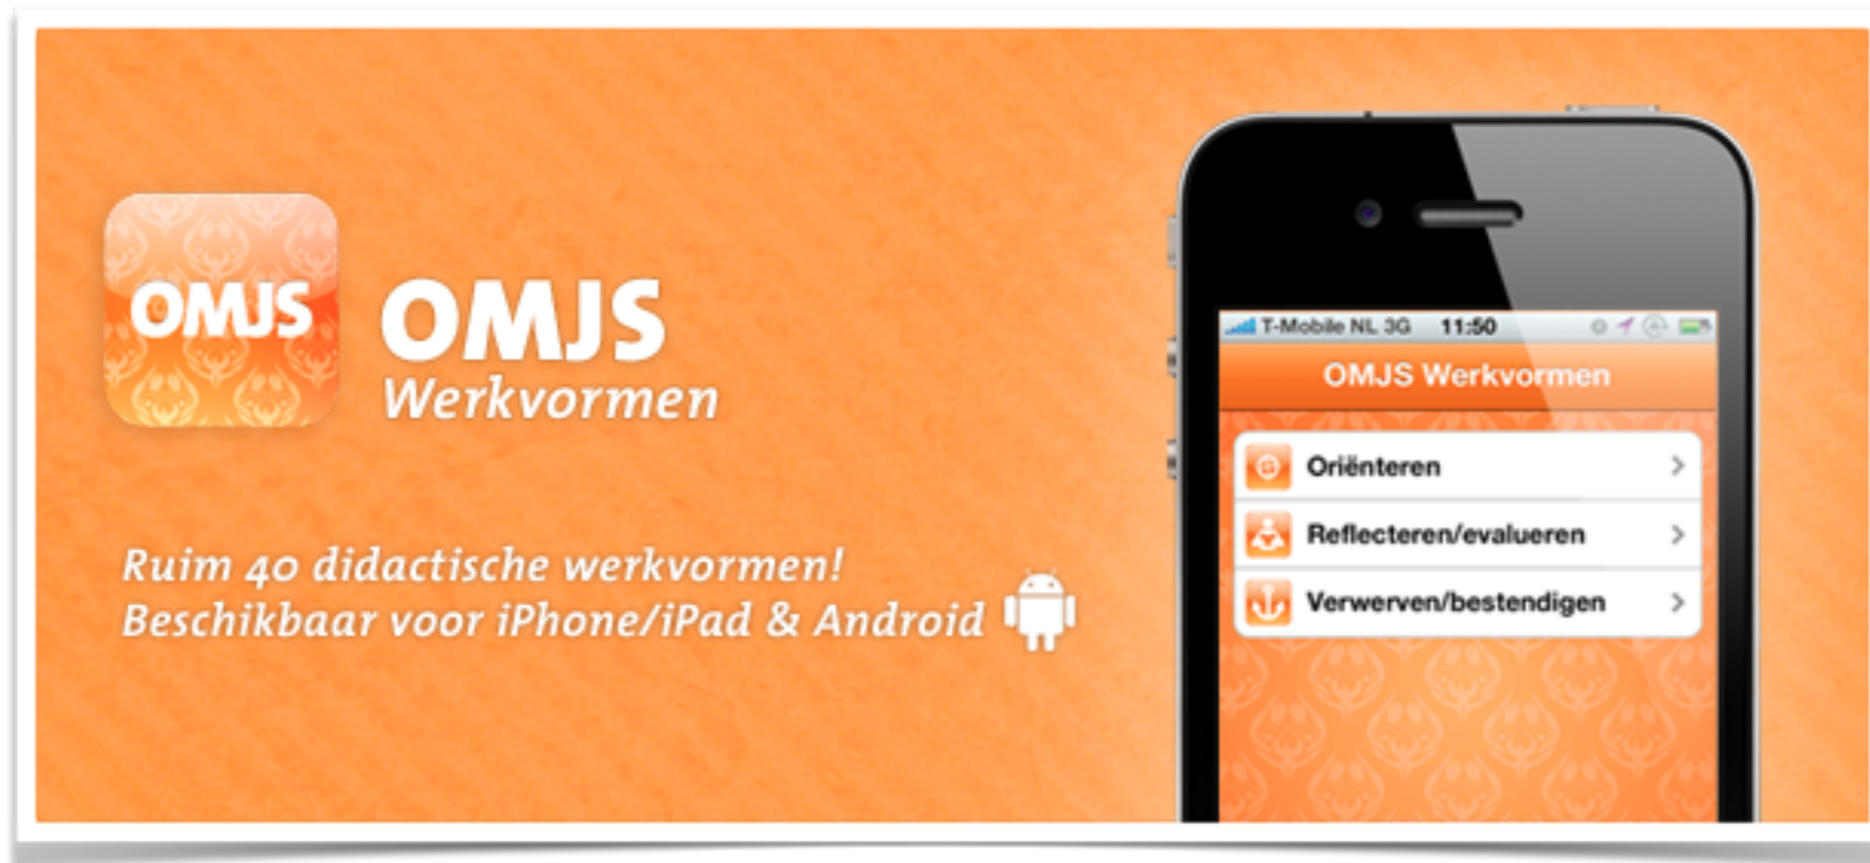 OMJS
OMJS
Werkvormen
Ruim 40 didactische werkvormen!
Beschikbaar voor iPhone/iPad & Android
T-Mobile NL 3G 11:50
OMJS Werkvormen
Oriënteren
Reflecteren/evalueren
Verwerven/bestendigen